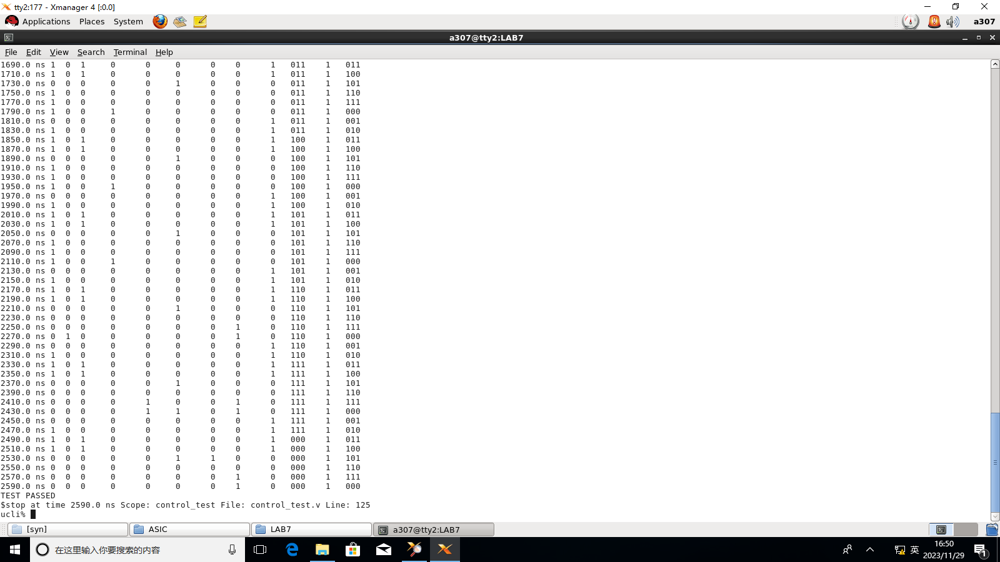 tty2:177 - Xmanager 4 [:0.0]
Applications Places System a307
a307@tty2:LAB7
File Edit View Search Terminal Help
1690.0 ns 1 0 1 0 0 0 0 0 1 011 1 011
1710.0 ns 1 0 1 0 0 0 0 0 1 011 1 100
1730.0 ns 0 0 0 0 0 1 0 0 0 011 1 101
1750.0 ns 1 0 0 0 0 0 0 0 0 011 1 110
1770.0 ns 1 0 0 0 0 0 0 0 0 011 1 111
1790.0 ns 1 0 0 1 0 0 0 0 0 011 1 000
1810.0 ns 0 0 0 0 0 0 0 0 1 011 1 001
1830.0 ns 1 0 0 0 0 0 0 0 1 011 1 010
1850.0 ns 1 0 1 0 0 0 0 0 1 100 1 011
1870.0 ns 1 0 1 0 0 0 0 0 1 100 1 100
1890.0 ns 0 0 0 0 0 1 0 0 0 100 1 101
1910.0 ns 1 0 0 0 0 0 0 0 0 100 1 110
1930.0 ns 1 0 0 0 0 0 0 0 0 100 1 111
1950.0 ns 1 0 0 1 0 0 0 0 0 100 1 000
1970.0 ns 0 0 0 0 0 0 0 0 1 100 1 001
1990.0 ns 1 0 0 0 0 0 0 0 1 100 1 010
2010.0 ns 1 0 1 0 0 0 0 0 1 101 1 011
2030.0 ns 1 0 1 0 0 0 0 0 1 101 1 100
2050.0 ns 0 0 0 0 0 1 0 0 0 101 1 101
2070.0 ns 1 0 0 0 0 0 0 0 0 101 1 110
2090.0 ns 1 0 0 0 0 0 0 0 0 101 1 111
2110.0 ns 1 0 0 1 0 0 0 0 0 101 1 000
2130.0 ns 0 0 0 0 0 0 0 0 1 101 1 001
2150.0 ns 1 0 0 0 0 0 0 0 1 101 1 010
2170.0 ns 1 0 1 0 0 0 0 0 1 110 1 011
2190.0 ns 1 0 1 0 0 0 0 0 1 110 1 100
2210.0 ns 0 0 0 0 0 1 0 0 0 110 1 101
2230.0 ns 0 0 0 0 0 0 0 0 0 110 1 110
2250.0 ns 0 0 0 0 0 0 0 1 0 110 1 111
2270.0 ns 0 1 0 0 0 0 0 1 0 110 1 000
2290.0 ns 0 0 0 0 0 0 0 0 1 110 1 001
2310.0 ns 1 0 0 0 0 0 0 0 1 110 1 010
2330.0 ns 1 0 1 0 0 0 0 0 1 111 1 011
2350.0 ns 1 0 1 0 0 0 0 0 1 111 1 100
2370.0 ns 0 0 0 0 0 1 0 0 0 111 1 101
2390.0 ns 0 0 0 0 0 0 0 0 0 111 1 110
2410.0 ns 0 0 0 0 1 0 0 1 0 111 1 111
2430.0 ns 0 0 0 0 1 1 0 1 0 111 1 000
2450.0 ns 0 0 0 0 0 0 0 0 1 111 1 001
2470.0 ns 1 0 0 0 0 0 0 0 1 111 1 010
2490.0 ns 1 0 1 0 0 0 0 0 1 000 1 011
2510.0 ns 1 0 1 0 0 0 0 0 1 000 1 100
2530.0 ns 0 0 0 0 0 1 1 0 0 000 1 101
2550.0 ns 0 0 0 0 0 0 0 0 0 000 1 110
2570.0 ns 0 0 0 0 0 0 0 1 0 000 1 111
2590.0 ns 0 0 0 0 0 0 0 1 0 000 1 000
TEST PASSED
$stop at time 2590.0 ns Scope: control_test File: control_test.v Line: 125
ucli%
[syn] ASIC LAB7 a307@tty2:LAB7
在这里输入你要搜索的内容 英 16:50
2023/11/29 1